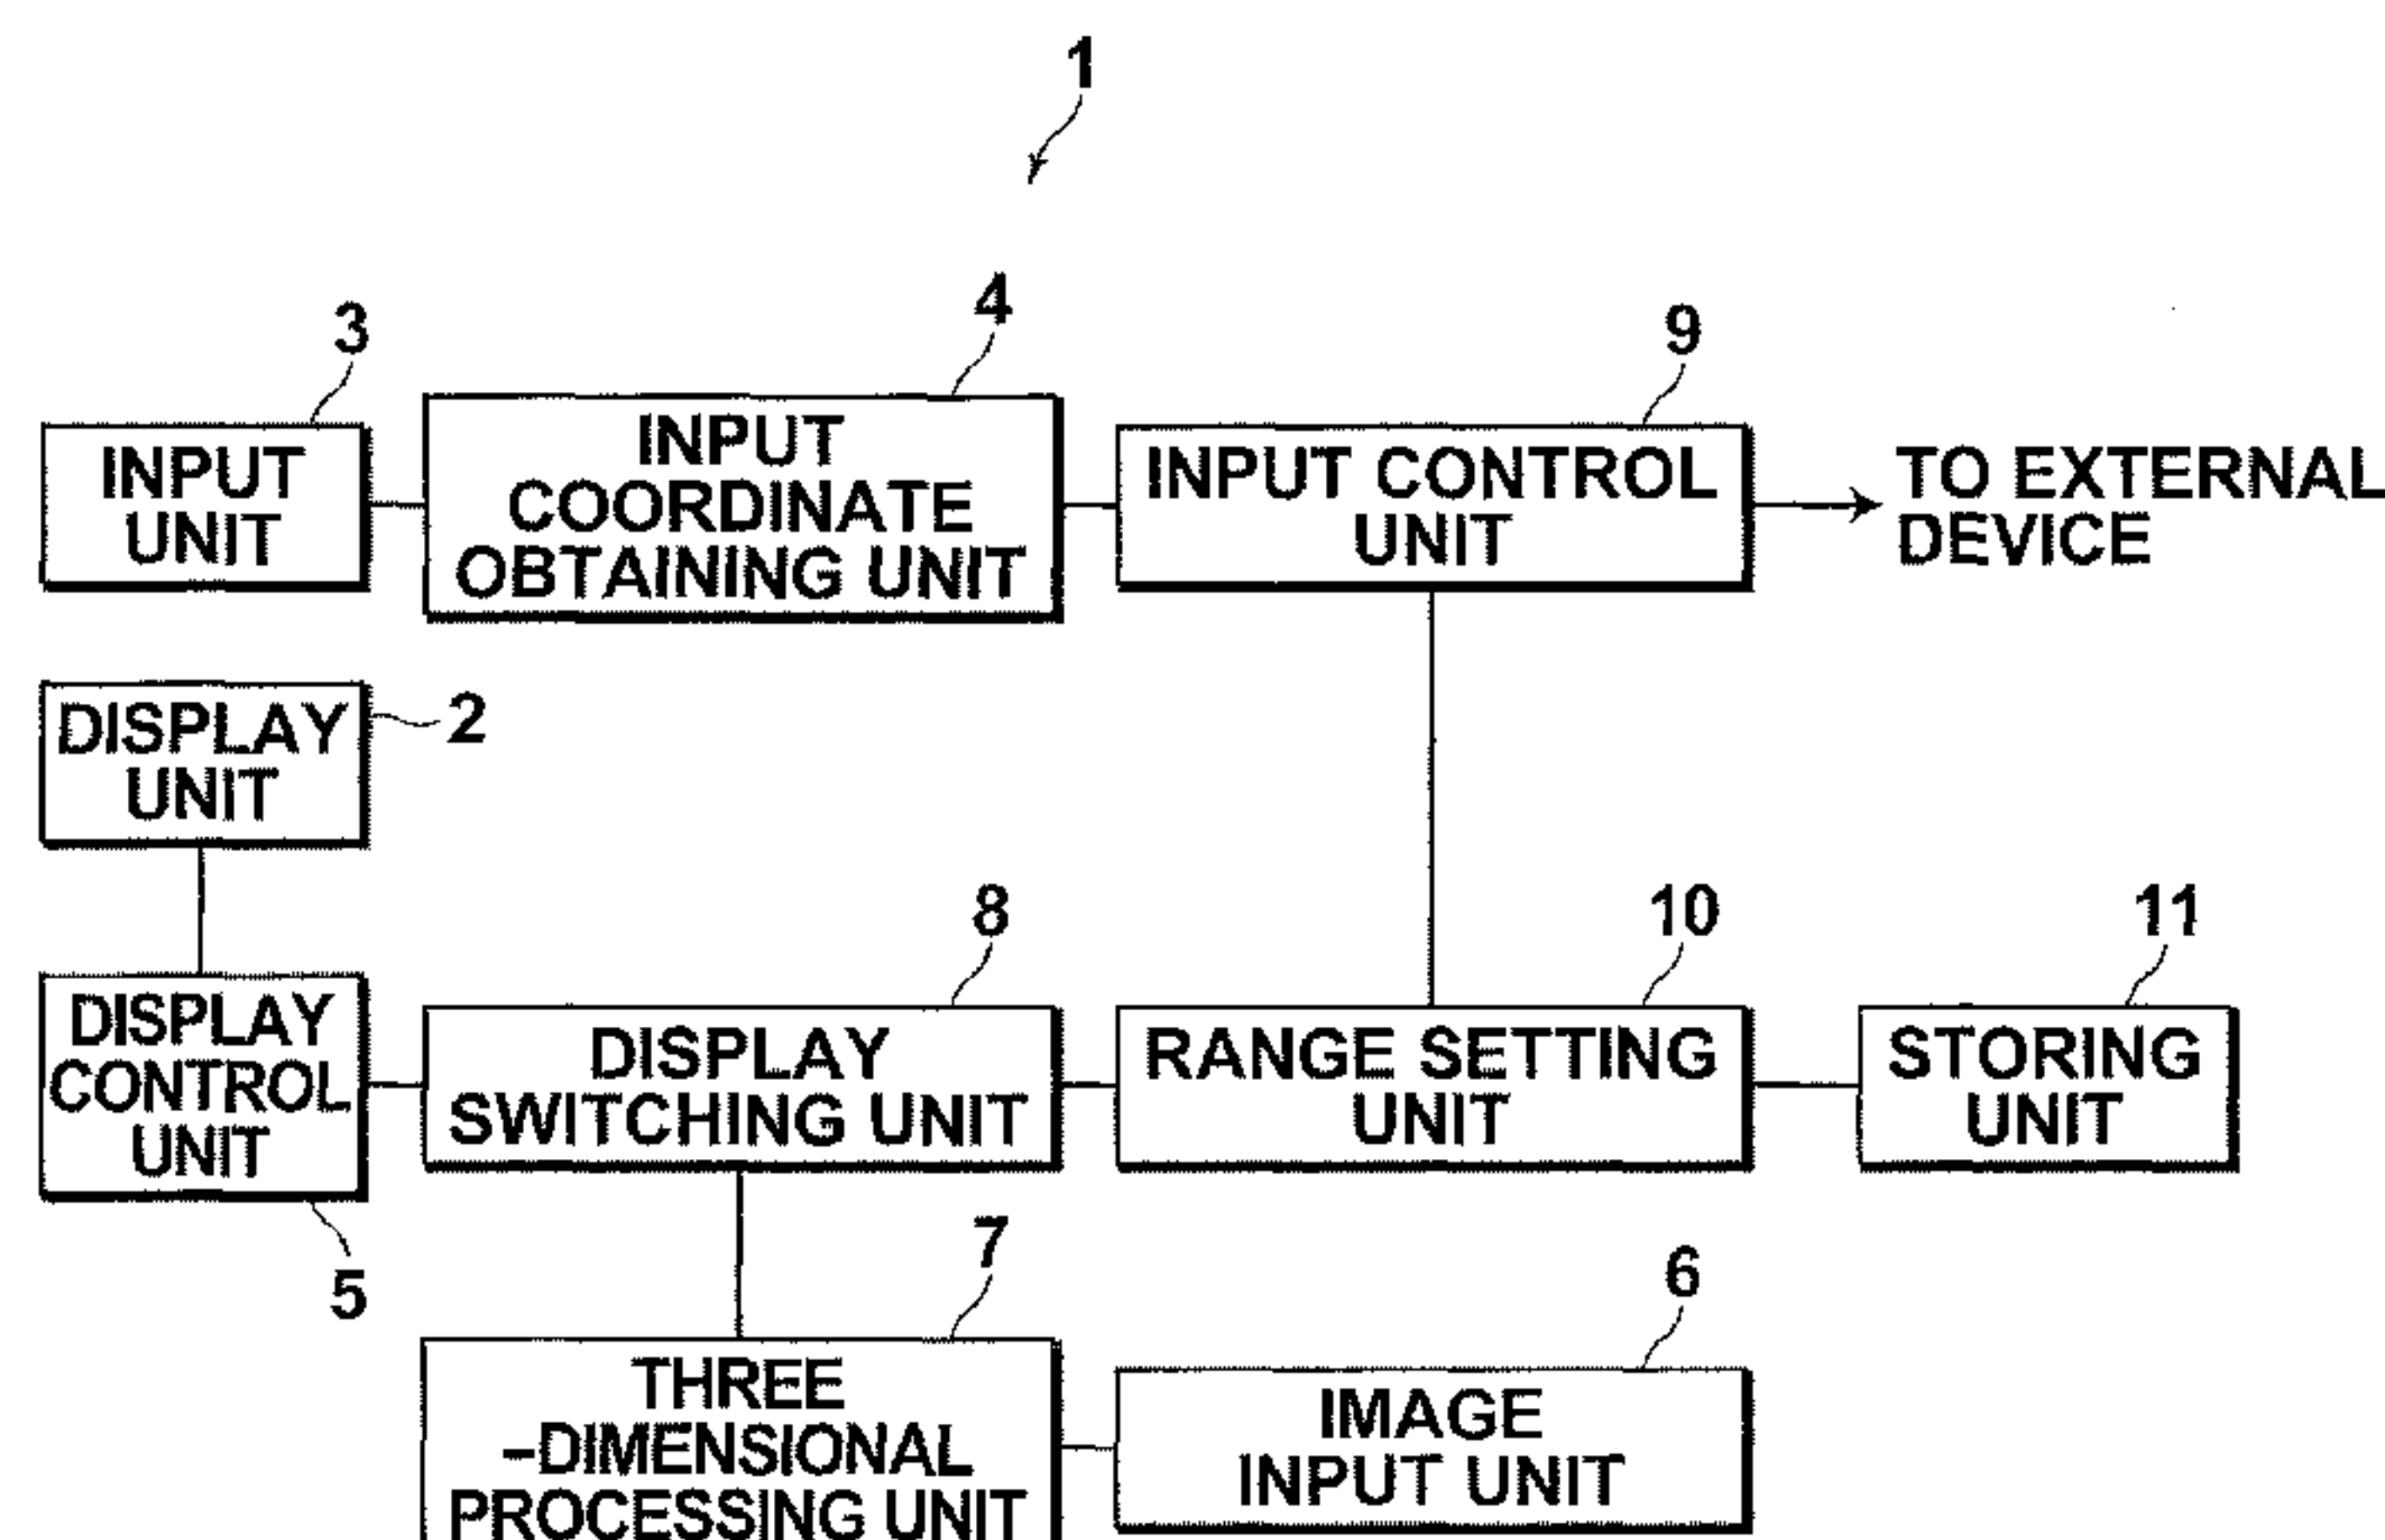 1
3
4
9
INPUT
UNIT
INPUT
COORDINATE
OBTAINING UNIT
INPUT CONTROL
UNIT
TO EXTERNAL
DEVICE
DISPLAY
UNIT
2
8
10
11
DISPLAY
CONTROL
UNIT
DISPLAY
SWITCHING UNIT
RANGE SETTING
UNIT
STORING
UNIT
5
7
6
THREE
-DIMENSIONAL
PROCESSING UNIT
IMAGE
INPUT UNIT